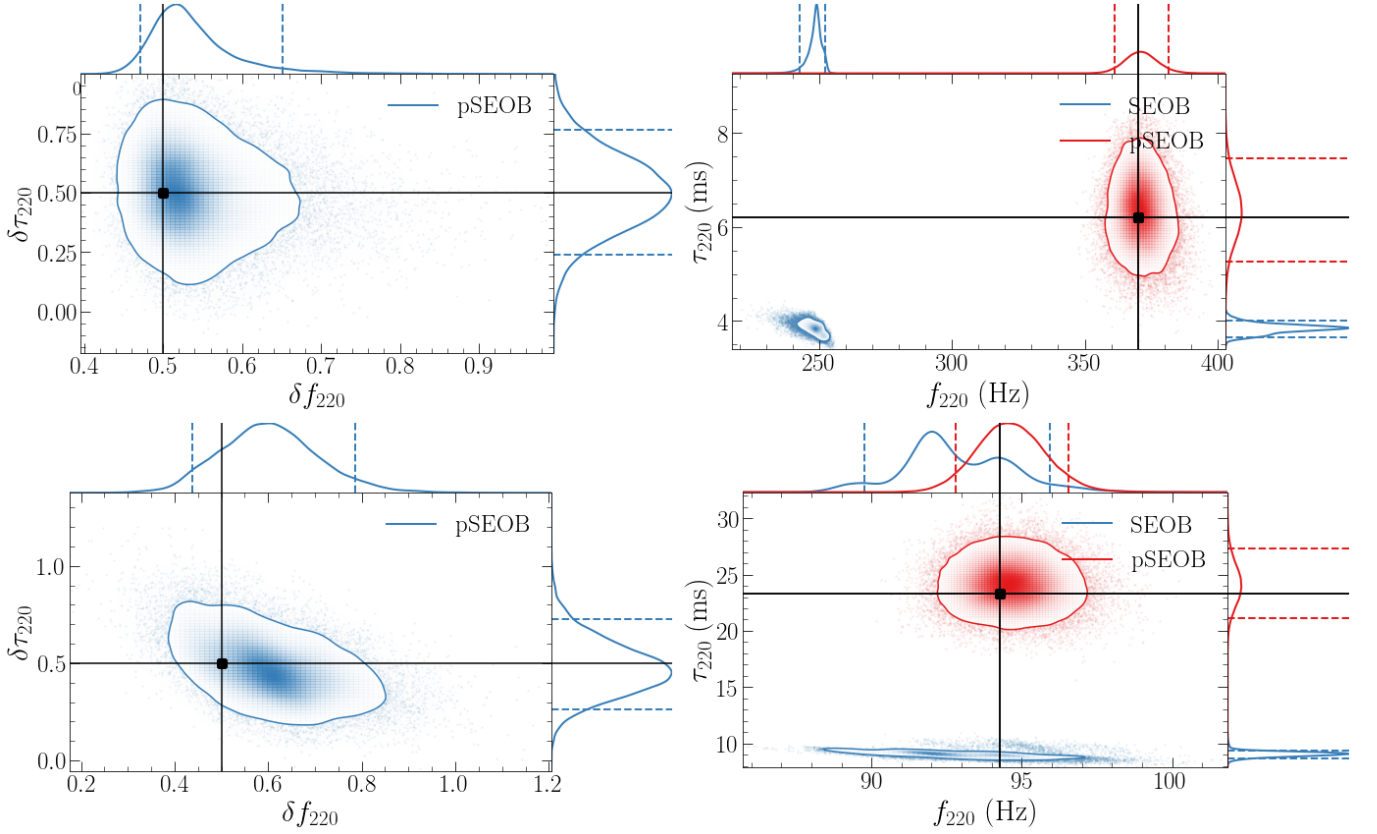 0
0.75
0.50
0.25
0.00
δτ₂₂₀
pSEOB
0.4 0.5 0.6 0.7 0.8 0.9
δf₂₂₀
8
6
4
τ₂₂₀ (ms)
SEOB
pSEOB
250 300 350 400
f₂₂₀ (Hz)
1.0
0.5
0.0
δτ₂₂₀
pSEOB
0.2 0.4 0.6 0.8 1.0 1.2
δf₂₂₀
30
25
20
15
10
τ₂₂₀ (ms)
SEOB
pSEOB
90 95 100
f₂₂₀ (Hz)